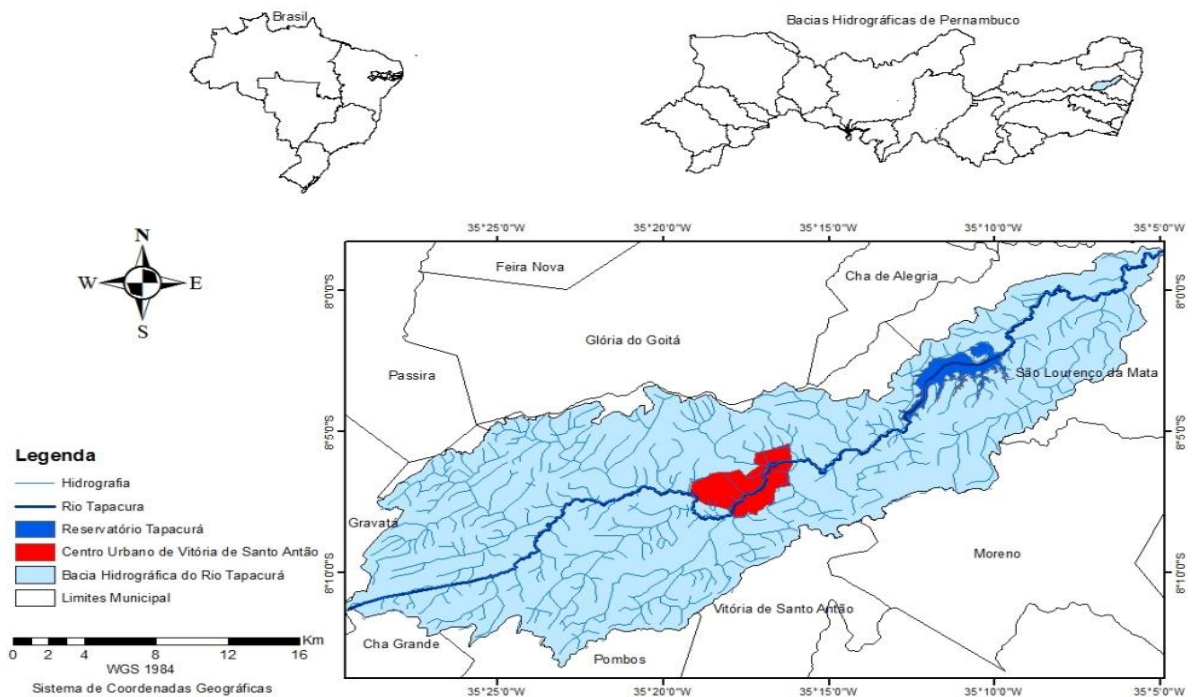 Brasil
Bacias Hidrográficas de Pernambuco
N
W E
S
35°25'0"W 35°20'0"W 35°15'0"W 35°10'0"W 35°5'0"W
8°0'0"S 8°0'0"S
8°5'0"S 8°5'0"S
8°10'0"S 8°10'0"S
Feira Nova
Cha de Alegria
Glória do Goitá
Passira
São Lourenço da Mata
Gravatá
Moreno
Vitória de Santo Antão
Cha Grande
Pombos
35°25'0"W 35°20'0"W 35°15'0"W 35°10'0"W 35°5'0"W
Legenda
Hidrografia
Rio Tapacura
Reservatório Tapacurá
Centro Urbano de Vitória de Santo Antão
Bacia Hidrográfica do Rio Tapacurá
Limites Municipal
Km
0 2 4 8 12 16
WGS 1984
Sistema de Coordenadas Geográficas